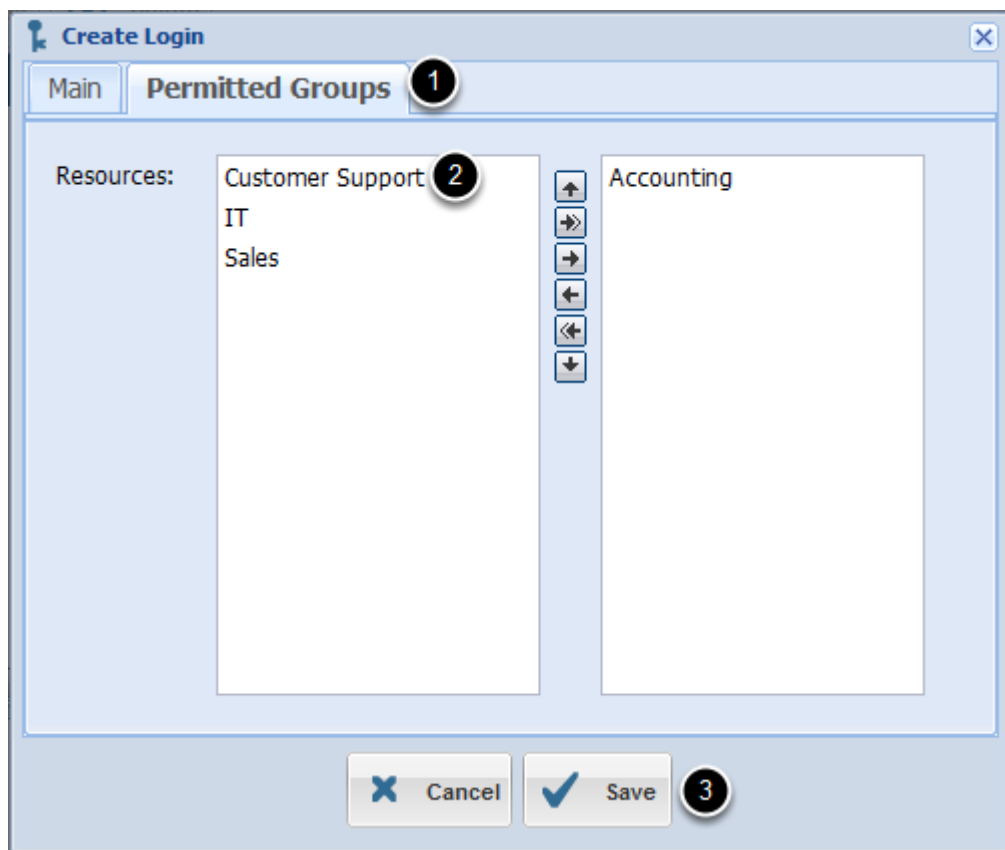 Create Login
Main Permitted Groups 1
Resources: Customer Support 2 Accounting
IT
Sales
Cancel Save 3